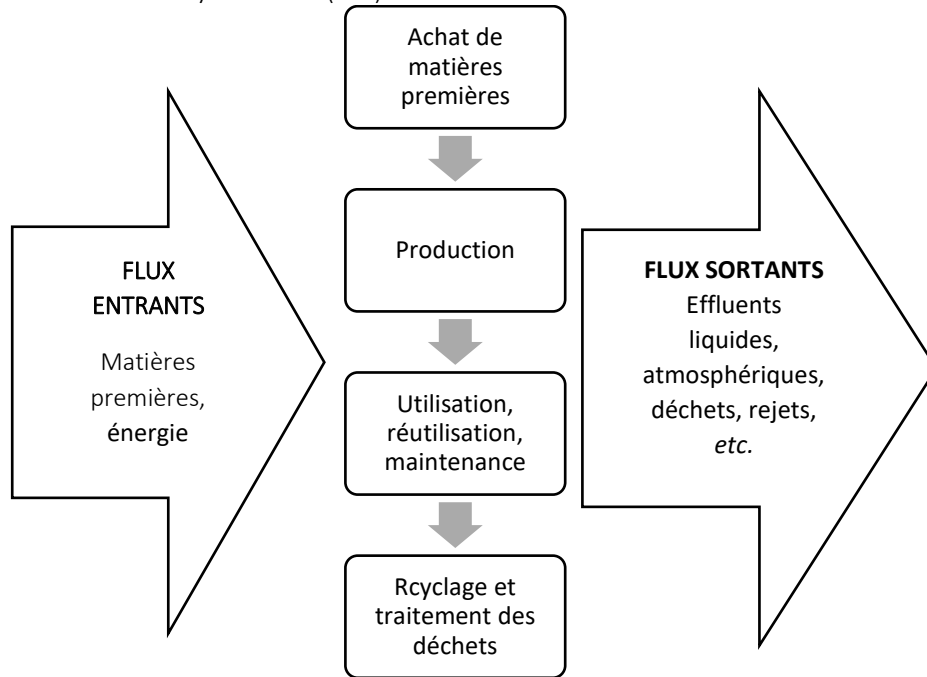 Achat de
matières
premières
FLUX
ENTRANTS
Matières
premières,
énergie
Production
Utilisation,
réutilisation,
maintenance
Rcyclage et
traitement des
déchets
FLUX SORTANTS
Effluents
liquides,
atmosphériques,
déchets, rejets,
etc.